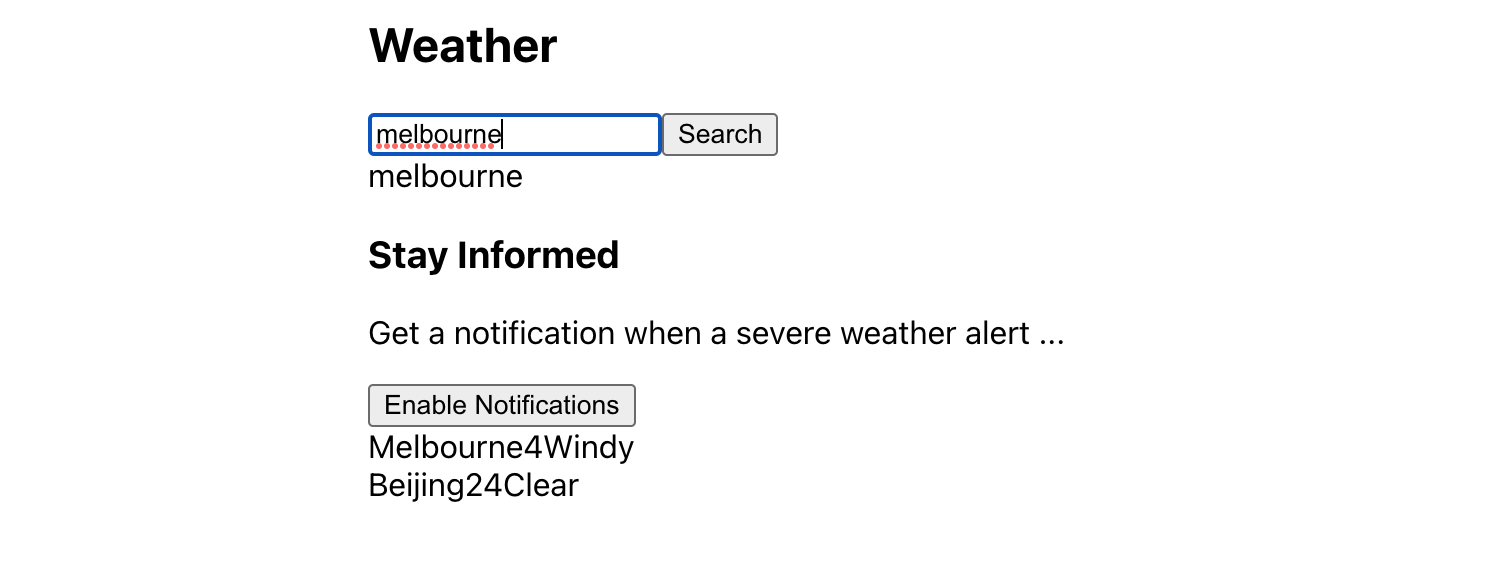 Weather
melbourne Search
melbourne
Stay Informed
Get a notification when a severe weather alert ...
Enable Notifications
Melbourne4Windy
Beijing24Clear